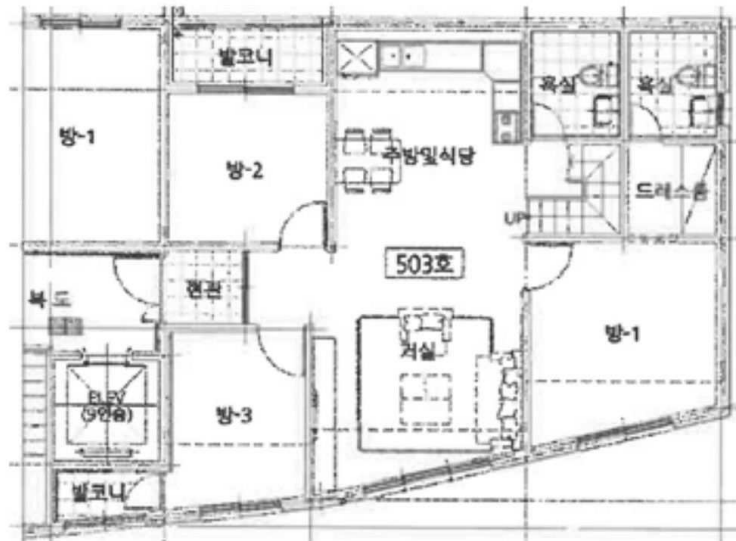 발코니
욕실
욕실
방-1
방-2
주방및식당
드레스룸
UP
503호
현관
복도
방-1
거실
ELEV
(9인승)
방-3
발코니